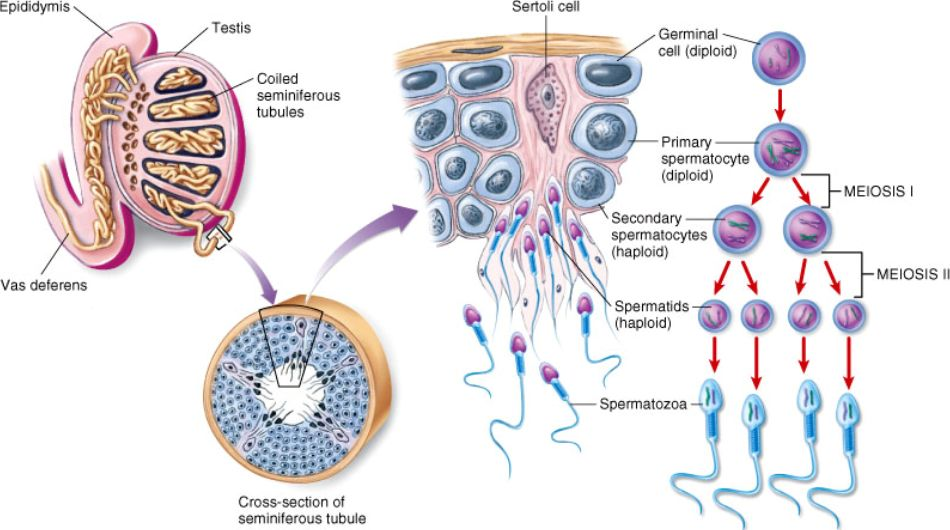 Epididymis
Testis
Coiled
seminiferous
tubules
Vas deferens
Cross-section of
seminiferous tubule
Sertoli cell
Germinal
cell (diploid)
Primary
spermatocyte
(diploid)
MEIOSIS I
Secondary
spermatocytes
(haploid)
MEIOSIS II
Spermatids
(haploid)
Spermatozoa